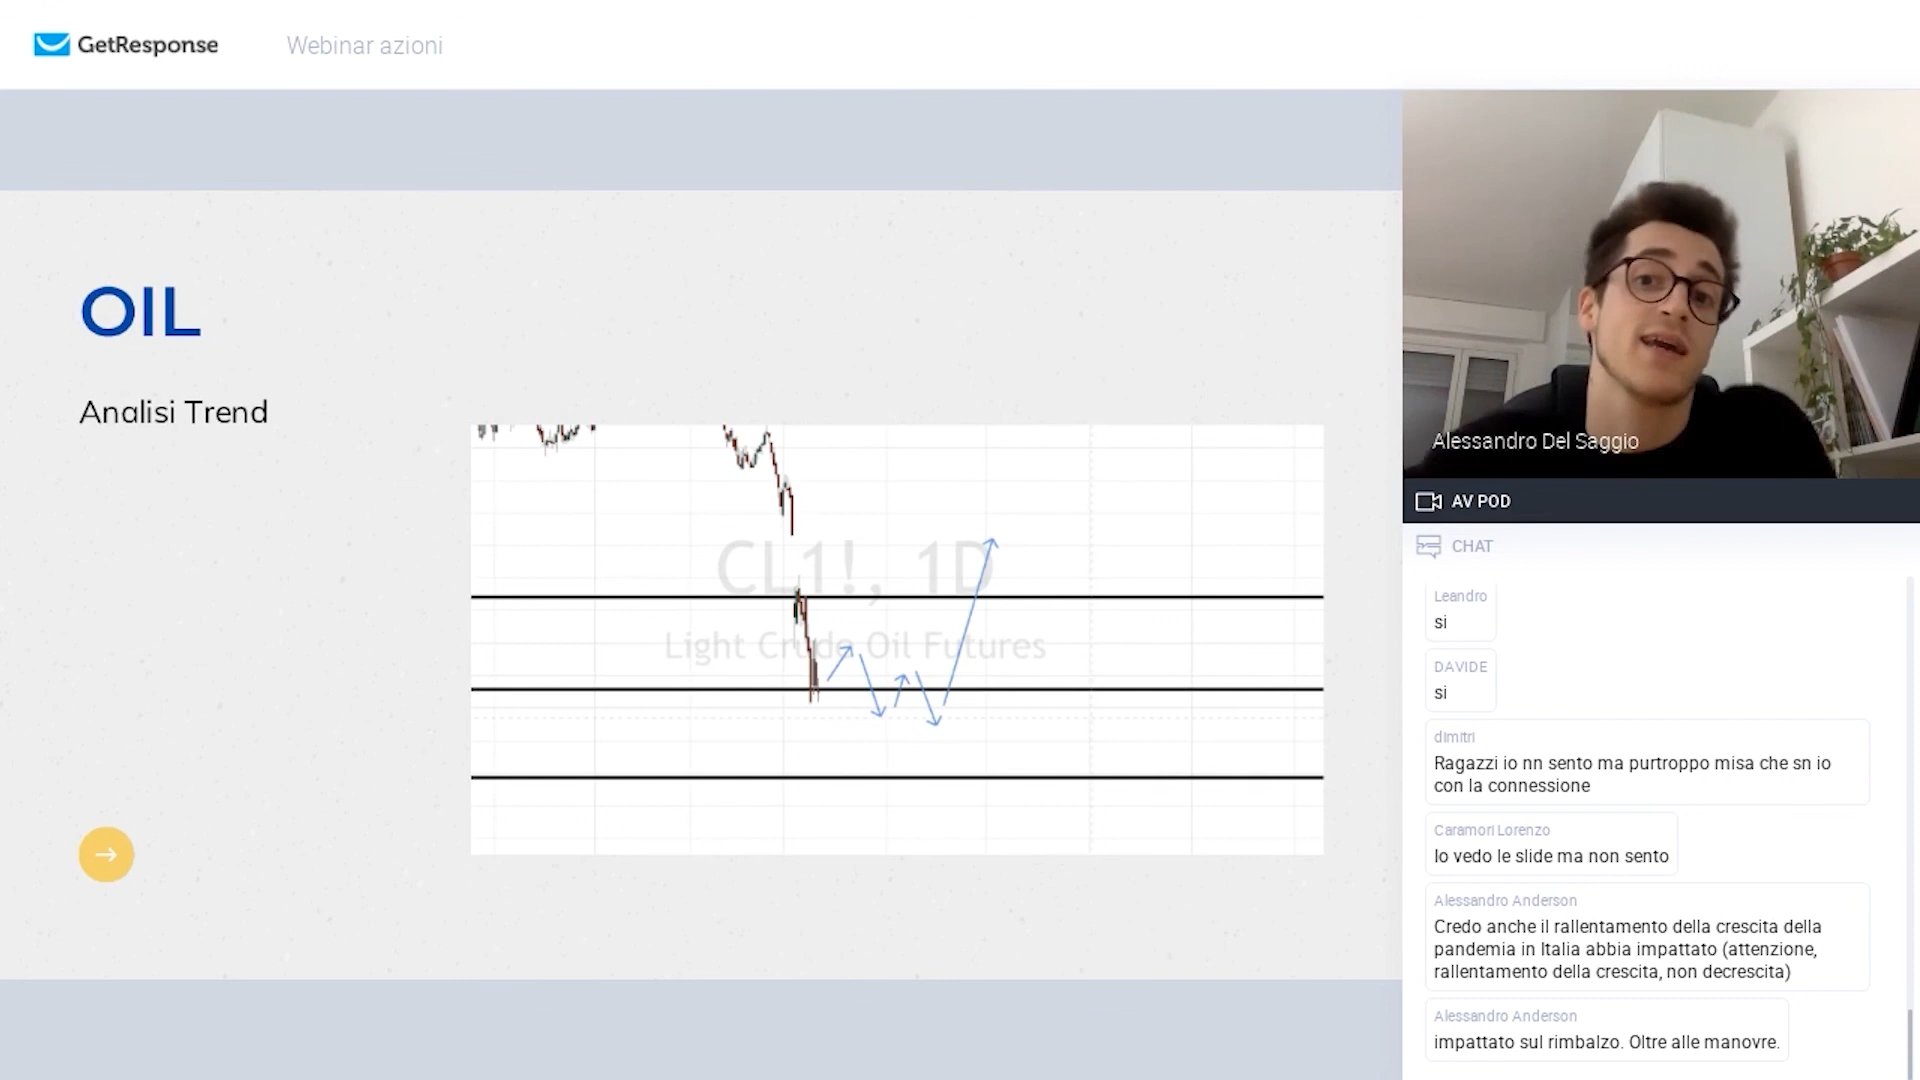 GetResponse
Webinar azioni
OIL
Analisi Trend
CL1!, 1D
Light Crude Oil Futures
Alessandro Del Saggio
AV POD
CHAT
Leandro
si
DAVIDE
si
dimitri
Ragazzi io nn sento ma purtroppo misa che sn io
con la connessione
Caramori Lorenzo
Io vedo le slide ma non sento
Alessandro Anderson
Credo anche il rallentamento della crescita della
pandemia in Italia abbia impattato (attenzione,
rallentamento della crescita, non decrescita)
Alessandro Anderson
impattato sul rimbalzo. Oltre alle manovre.